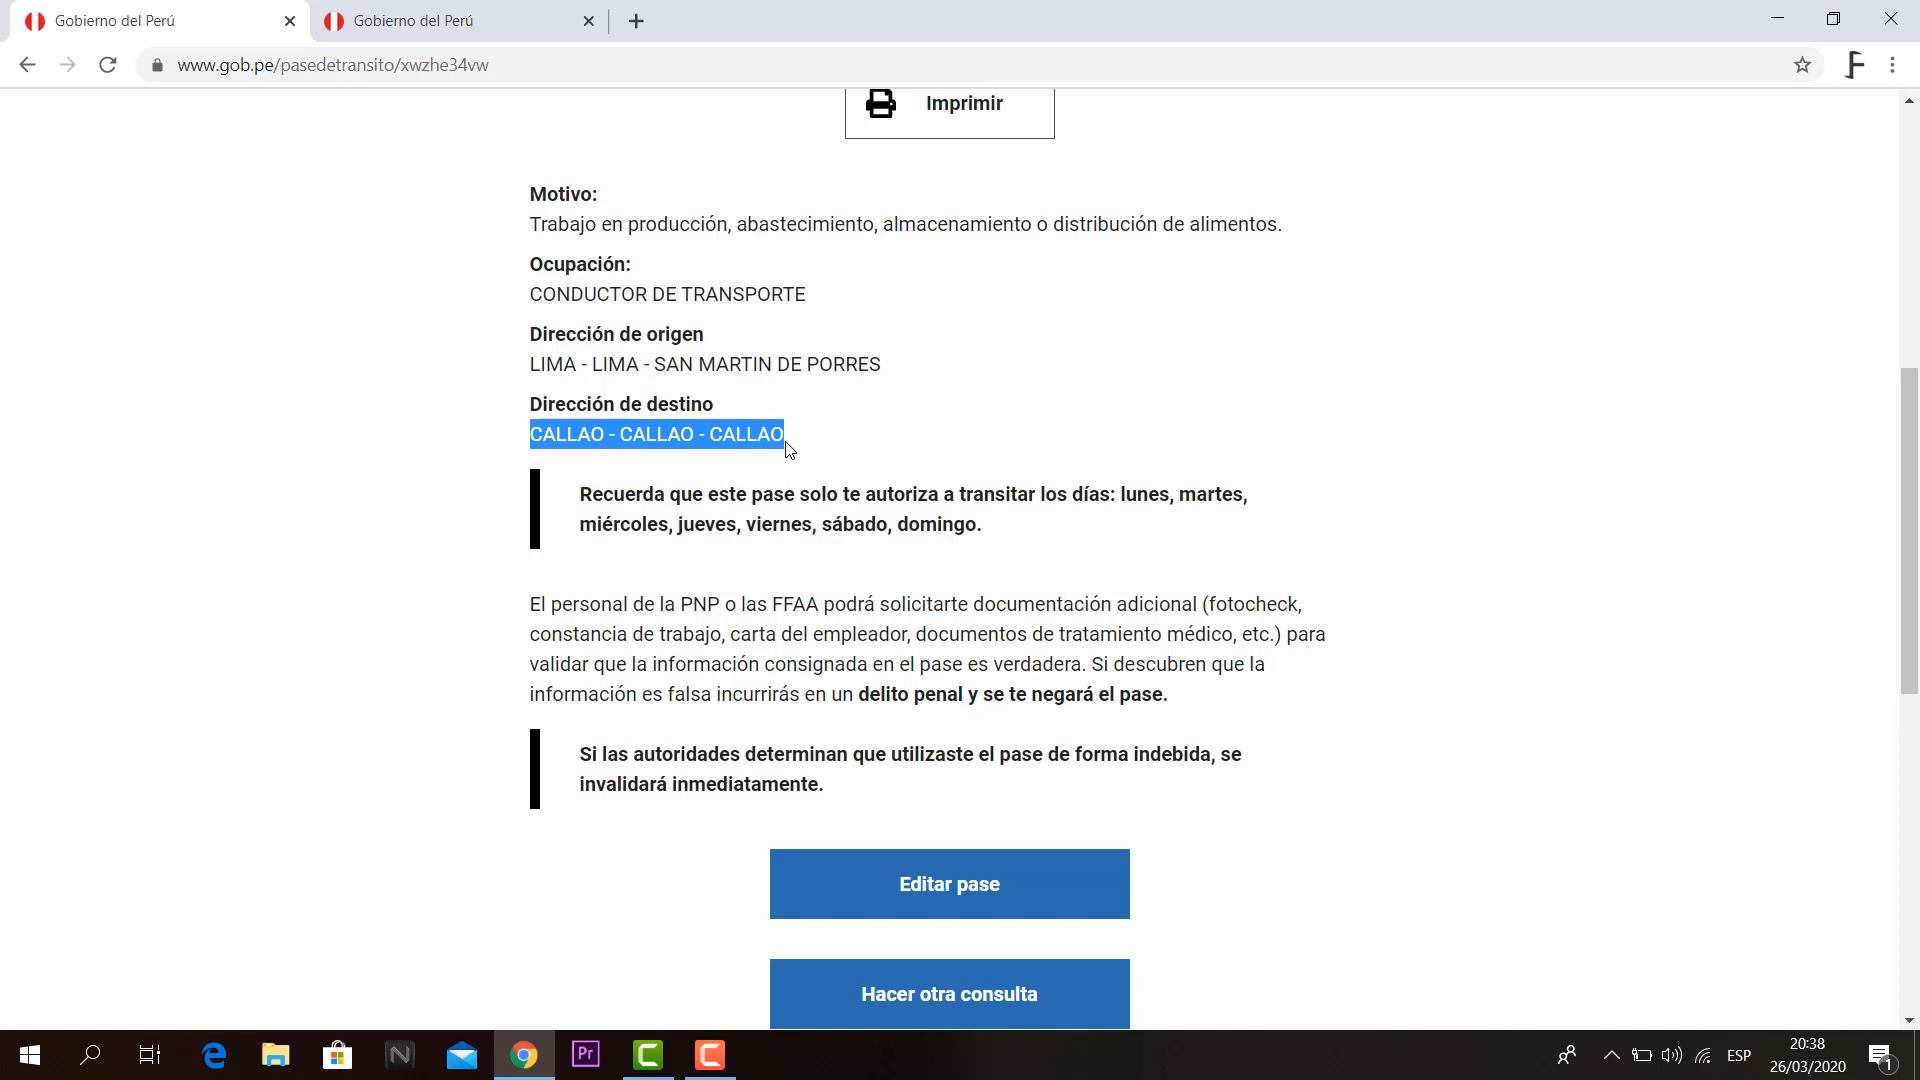 Gobierno del Perú
Gobierno del Perú
www.gob.pe/pasedetransito/xwzhe34vw
Imprimir
Motivo:
Trabajo en producción, abastecimiento, almacenamiento o distribución de alimentos.
Ocupación:
CONDUCTOR DE TRANSPORTE
Dirección de origen
LIMA - LIMA - SAN MARTIN DE PORRES
Dirección de destino
CALLAO - CALLAO - CALLAO
Recuerda que este pase solo te autoriza a transitar los días: lunes, martes,
miércoles, jueves, viernes, sábado, domingo.
El personal de la PNP o las FFAA podrá solicitarte documentación adicional (fotocheck,
constancia de trabajo, carta del empleador, documentos de tratamiento médico, etc.) para
validar que la información consignada en el pase es verdadera. Si descubren que la
información es falsa incurrirás en un delito penal y se te negará el pase.
Si las autoridades determinan que utilizaste el pase de forma indebida, se
invalidará inmediatamente.
Editar pase
Hacer otra consulta
N
Pr
C
C
ESP
20:38
26/03/2020
1